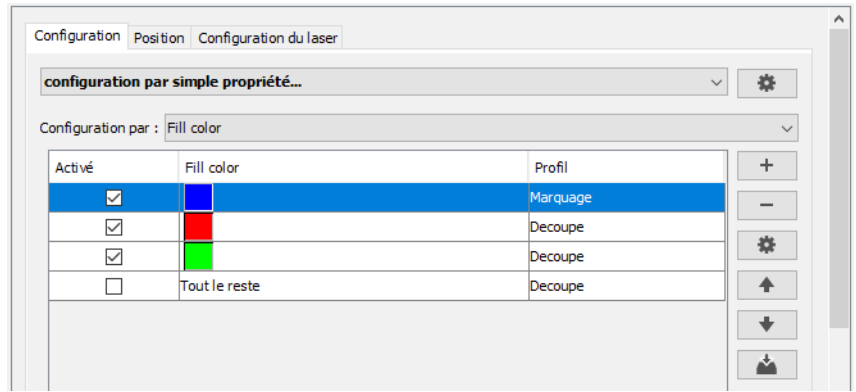 Configuration Position Configuration du laser
configuration par simple propriété...
Configuration par : Fill color
Activé Fill color Profil
Marquage
Decoupe
Decoupe
Tout le reste Decoupe